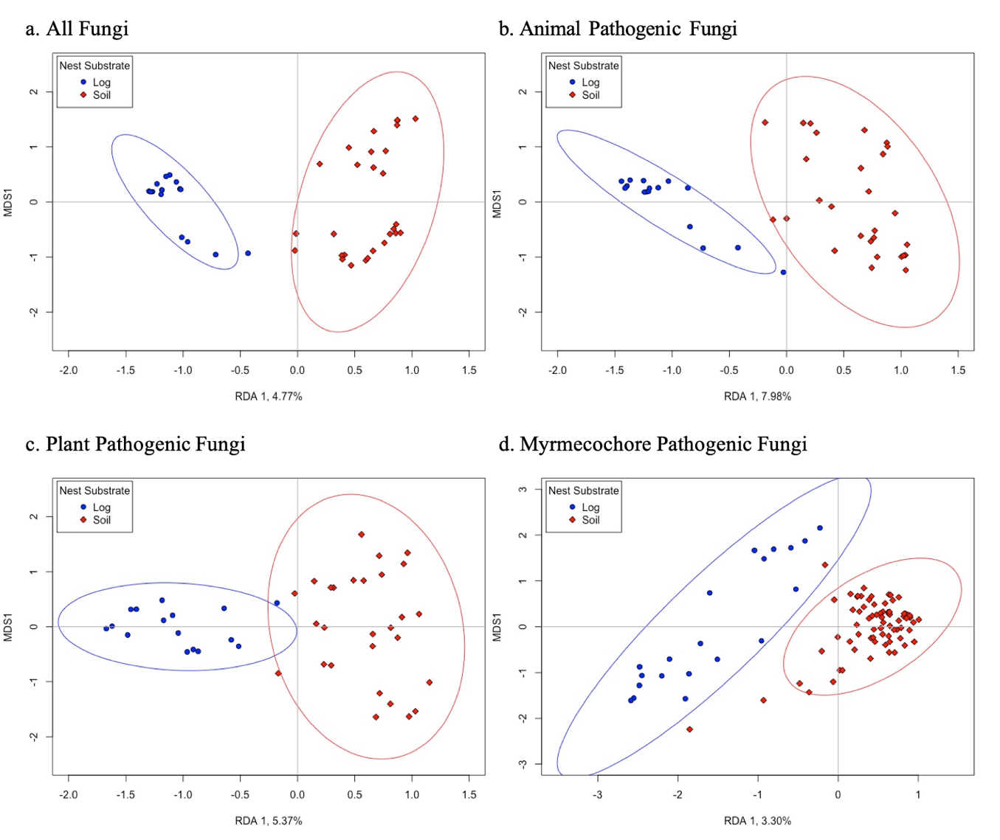 a. All Fungi
Nest Substrate
Log
Soil
2
1
0
-1
-2
MDS1
-2.0 -1.5 -1.0 -0.5 0.0 0.5 1.0 1.5
RDA 1, 4.77%
b. Animal Pathogenic Fungi
Nest Substrate
Log
Soil
2
1
0
-1
-2
MDS1
-2.0 -1.5 -1.0 -0.5 0.0 0.5 1.0 1.5
RDA 1, 7.98%
c. Plant Pathogenic Fungi
Nest Substrate
Log
Soil
2
1
0
-1
-2
MDS1
-2.0 -1.5 -1.0 -0.5 0.0 0.5 1.0 1.5
RDA 1, 5.37%
d. Myrmecochore Pathogenic Fungi
Nest Substrate
Log
Soil
3
2
1
0
-1
-2
-3
MDS1
-3 -2 -1 0 1
RDA 1, 3.30%